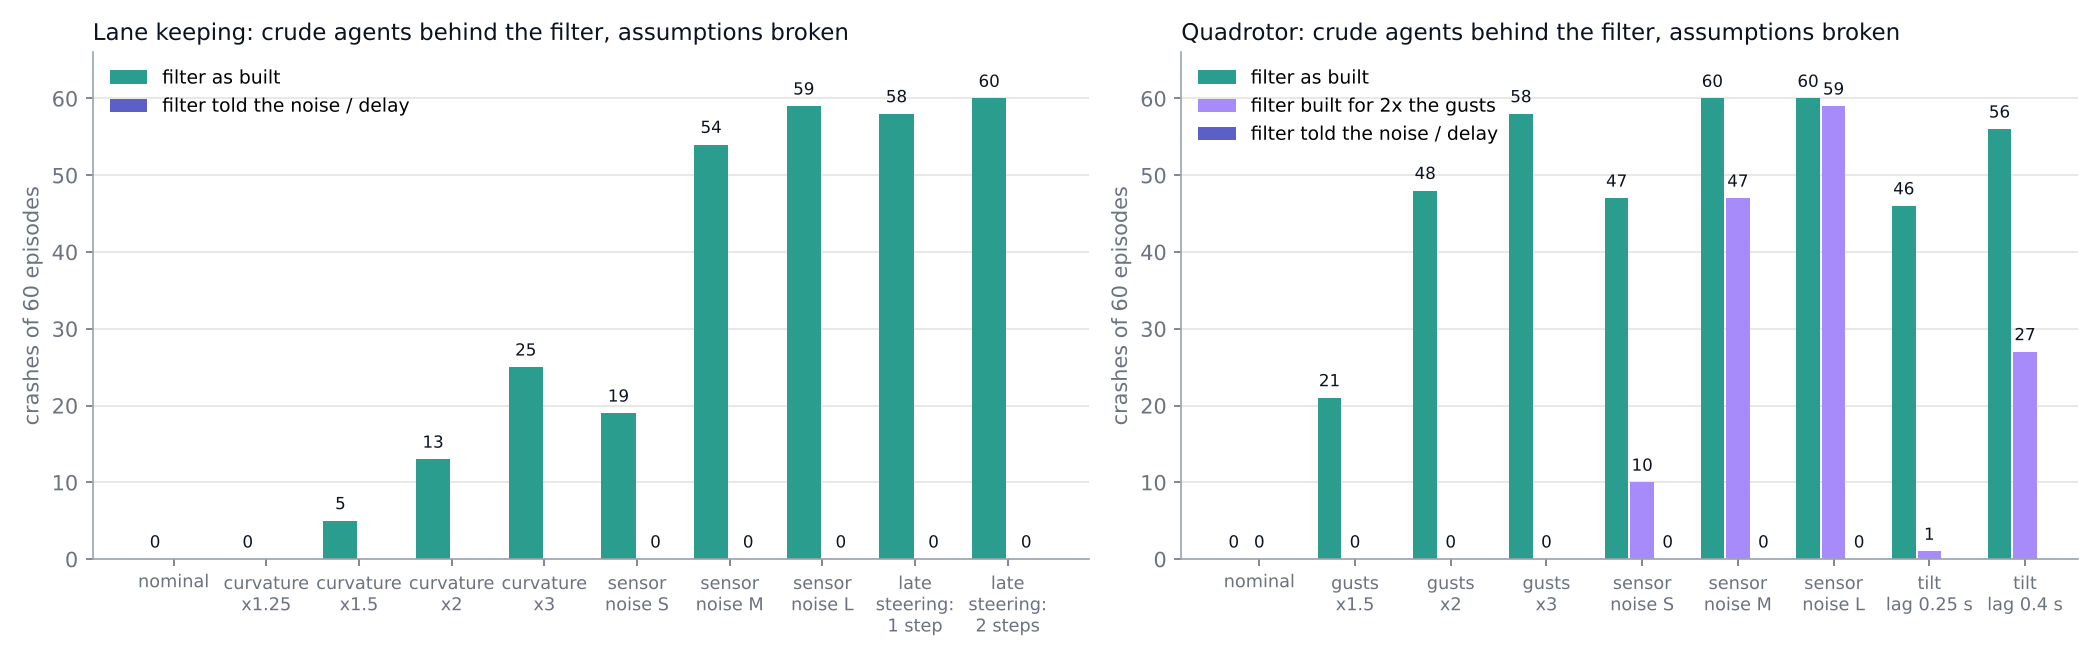 Lane keeping: crude agents behind the filter, assumptions broken
filter as built
filter told the noise / delay
crashes of 60 episodes
60
50
40
30
20
10
0
0
0
5
13
25
19
0
54
0
59
0
58
0
60
0
nominal
curvature
x1.25
curvature
x1.5
curvature
x2
curvature
x3
sensor
noise S
sensor
noise M
sensor
noise L
late
steering:
1 step
late
steering:
2 steps
Quadrotor: crude agents behind the filter, assumptions broken
filter as built
filter built for 2x the gusts
filter told the noise / delay
crashes of 60 episodes
60
50
40
30
20
10
0
0
0
21
0
48
0
58
0
47
10
0
60
47
0
60
59
0
46
1
56
27
nominal
gusts
x1.5
gusts
x2
gusts
x3
sensor
noise S
sensor
noise M
sensor
noise L
tilt
lag 0.25 s
tilt
lag 0.4 s